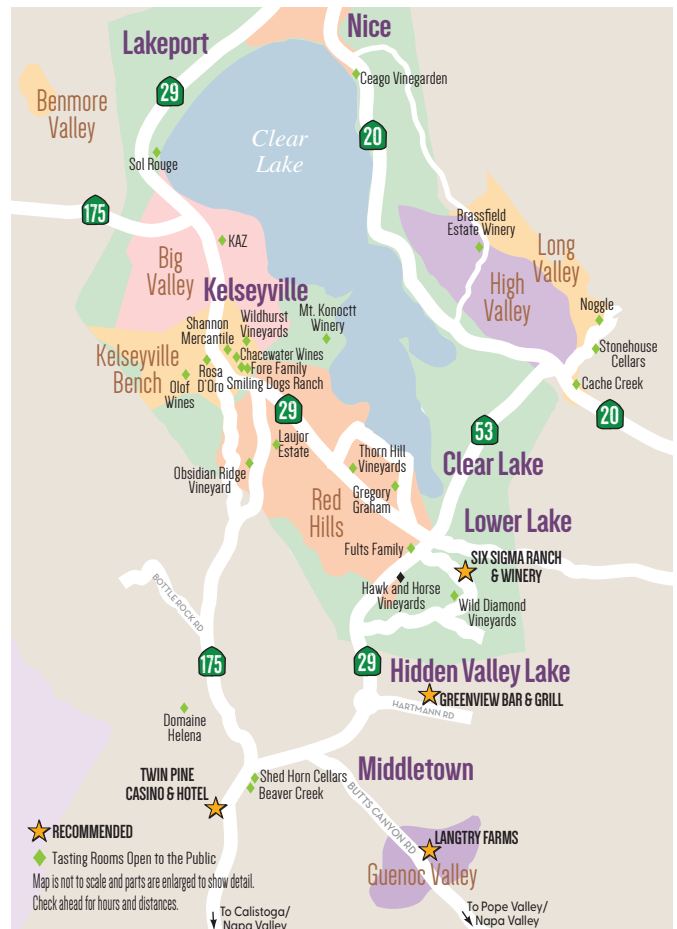 Nice
Lakeport
Ceago Vinegarden
29
Benmore
Valley
Clear
Lake
20
Sol Rouge
175
Brassfield
Estate Winery
KAZ
Long
Valley
Big
Valley
High
Valley
Kelseyville
Noggle
Mt. Konoctt
Winery
Wildhurst
Vineyards
Shannon
Mercantile
Kelseyville
Bench
Chacewater Wines
Stonehouse
Cellars
Rosa
D'Oro
Fore Family
Olof
Wines
Smiling Dogs Ranch
Cache Creek
29
20
53
Laujor
Estate
Thorn Hill
Vineyards
Clear Lake
Obsidian Ridge
Vineyard
Gregory
Graham
Red
Hills
Lower Lake
Fults Family
SIX SIGMA RANCH
& WINERY
Hawk and Horse
Vineyards
Wild Diamond
Vineyards
BOTTLE ROCK RD
175
29
Hidden Valley Lake
GREENVIEW BAR & GRILL
HARTMANN RD
Domaine
Helena
Middletown
TWIN PINE
CASINO & HOTEL
Shed Horn Cellars
Beaver Creek
BUTTS CANYON RD
RECOMMENDED
LANGTRY FARMS
Tasting Rooms Open to the Public
Guenoc Valley
Map is not to scale and parts are enlarged to show detail.
Check ahead for hours and distances.
To Calistoga/
Napa Valley
To Pope Valley/
Napa Valley